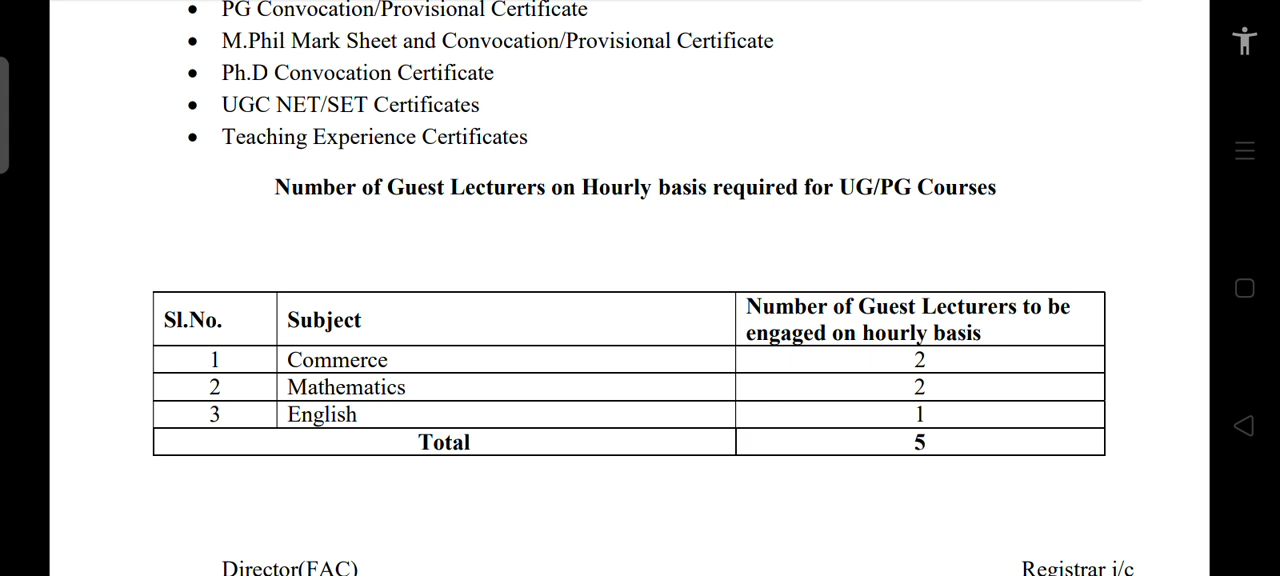 • PG Convocation/Provisional Certificate
• M.Phil Mark Sheet and Convocation/Provisional Certificate
• Ph.D Convocation Certificate
• UGC NET/SET Certificates
• Teaching Experience Certificates
Number of Guest Lecturers on Hourly basis required for UG/PG Courses
Sl.No. Subject Number of Guest Lecturers to be
engaged on hourly basis
1 Commerce 2
2 Mathematics 2
3 English 1
Total 5
Director(FAC) Registrar i/c